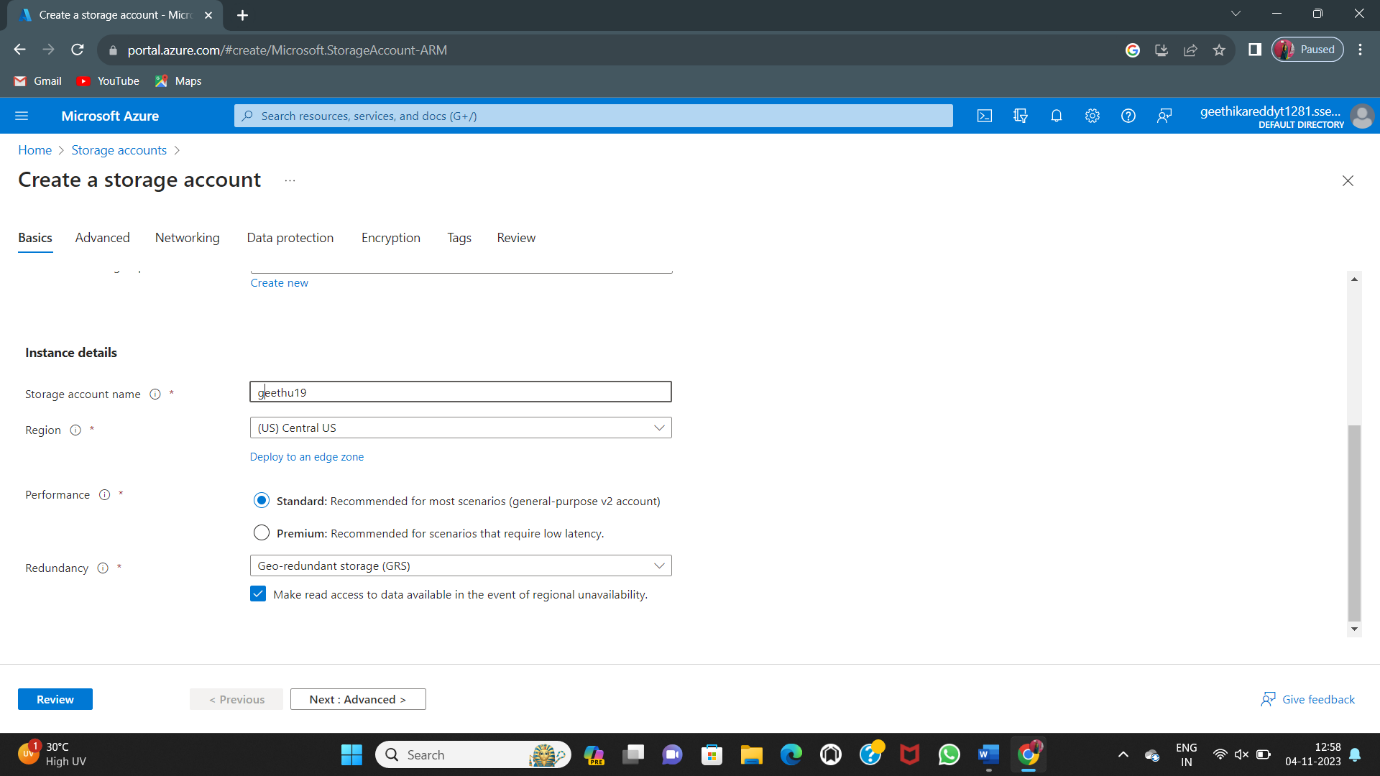 Create a storage account - Micr
portal.azure.com/#create/Microsoft.StorageAccount-ARM
Paused
Gmail YouTube Maps
Microsoft Azure
Search resources, services, and docs (G+/)
geethikareddyt1281.sse...
DEFAULT DIRECTORY
Home > Storage accounts >
Create a storage account ...
Basics Advanced Networking Data protection Encryption Tags Review
Create new
Instance details
Storage account name * geethu19
Region * (US) Central US
Deploy to an edge zone
Performance * Standard: Recommended for most scenarios (general-purpose v2 account)
Premium: Recommended for scenarios that require low latency.
Redundancy * Geo-redundant storage (GRS)
Make read access to data available in the event of regional unavailability.
Review < Previous Next : Advanced > Give feedback
1 UV 30°C
High UV
Search
PRE
ENG
IN
12:58
04-11-2023